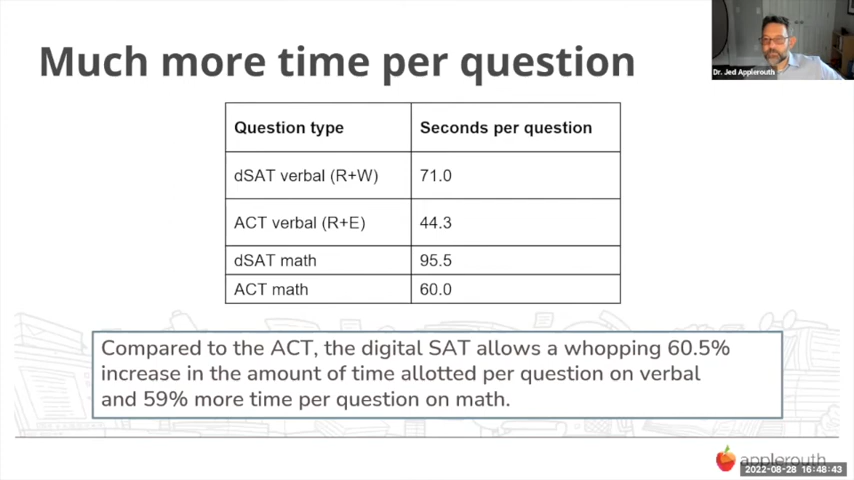 Much more time per question
Dr. Jed Applerouth
Question type Seconds per question
dSAT verbal (R+W) 71.0
ACT verbal (R+E) 44.3
dSAT math 95.5
ACT math 60.0
Compared to the ACT, the digital SAT allows a whopping 60.5%
increase in the amount of time allotted per question on verbal
and 59% more time per question on math.
applerouth
2022-08-28 16:48:43